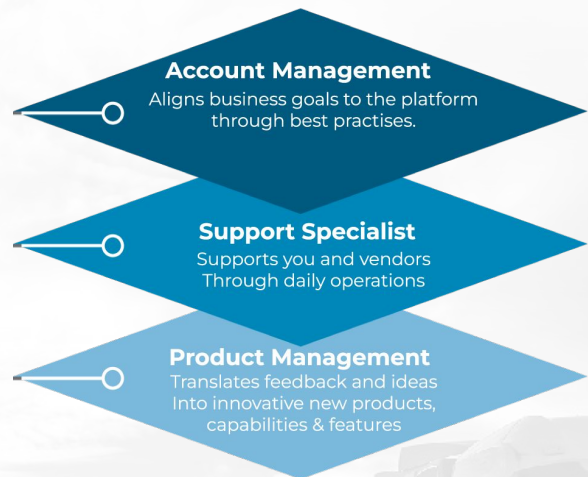 Account Management
Aligns business goals to the platform
through best practises.
Support Specialist
Supports you and vendors
Through daily operations
Product Management
Translates feedback and ideas
Into innovative new products,
capabilities & features